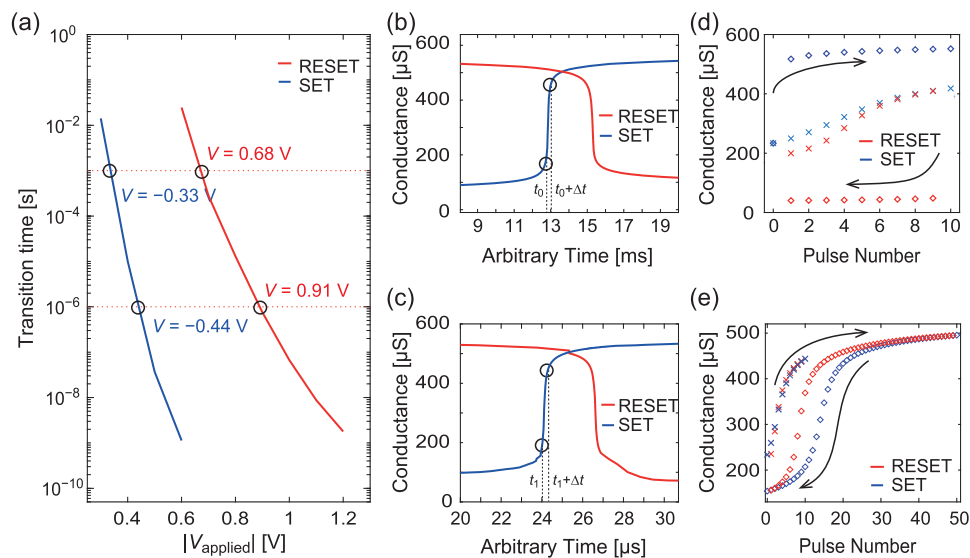 (a)
10⁰
10⁻²
10⁻⁴
10⁻⁶
10⁻⁸
10⁻¹⁰
Transition time [s]
RESET
SET
V = 0.68 V
V = −0.33 V
V = 0.91 V
V = −0.44 V
0.4 0.6 0.8 1.0 1.2
|V_applied| [V]
(b)
600
400
200
0
Conductance [µS]
RESET
SET
t₀ t₀+Δt
9 11 13 15 17 19
Arbitrary Time [ms]
(c)
600
400
200
0
Conductance [µS]
RESET
SET
t₁ t₁+Δt
20 22 24 26 28 30
Arbitrary Time [µs]
(d)
600
400
200
0
Conductance [µS]
RESET
SET
0 2 4 6 8 10
Pulse Number
(e)
500
400
300
200
100
Conductance [µS]
RESET
SET
0 10 20 30 40 50
Pulse Number